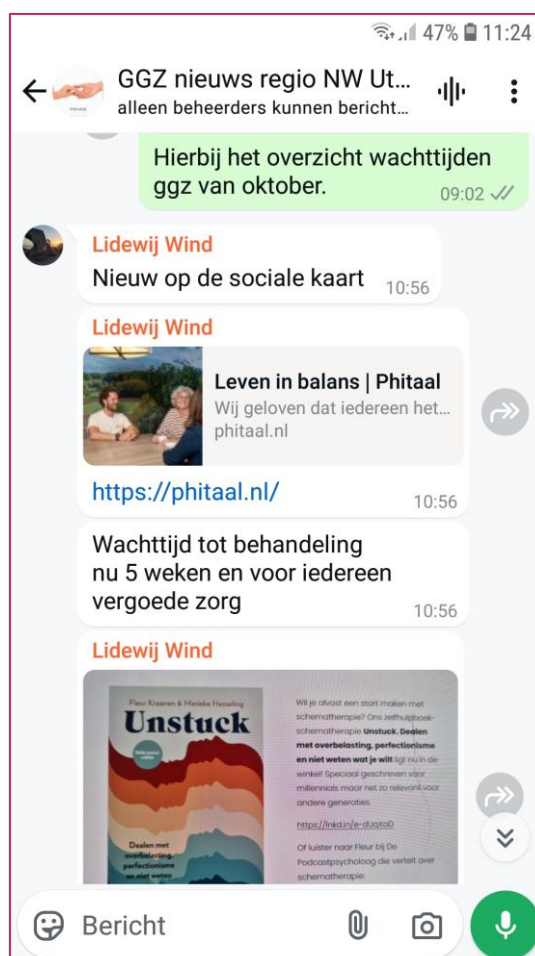 47% 11:24
GGZ nieuws regio NW Ut...
alleen beheerders kunnen bericht...
Hierbij het overzicht wachttijden
ggz van oktober.
09:02
Lidewij Wind
Nieuw op de sociale kaart
10:56
Lidewij Wind
Leven in balans | Phitaal
Wij geloven dat iedereen het...
phitaal.nl
https://phitaal.nl/
10:56
Wachttijd tot behandeling
nu 5 weken en voor iedereen
vergoede zorg
10:56
Lidewij Wind
Fleur Kraanen & Marieke Hesseling
Unstuck
Dealen met
overbelasting,
perfectionisme
en niet weten
Wil je alvast een start maken met
schematherapie? Ons zelfhulpboek-
schematherapie Unstuck. Dealen
met overbelasting, perfectionisme
en niet weten wat je wilt ligt nu in de
winkel! Speciaal geschreven voor
millennials maar net zo relevant voor
andere generaties.
Of luister naar Fleur bij De
Podcastpsycholoog die vertelt over
schematherapie:
Bericht